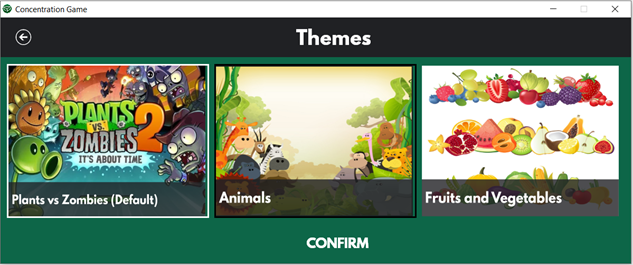 Concentration Game
Themes
PLANTS
VS.
ZOMBIES 2
IT'S ABOUT TIME
Plants vs Zombies (Default)
Animals
Fruits and Vegetables
CONFIRM